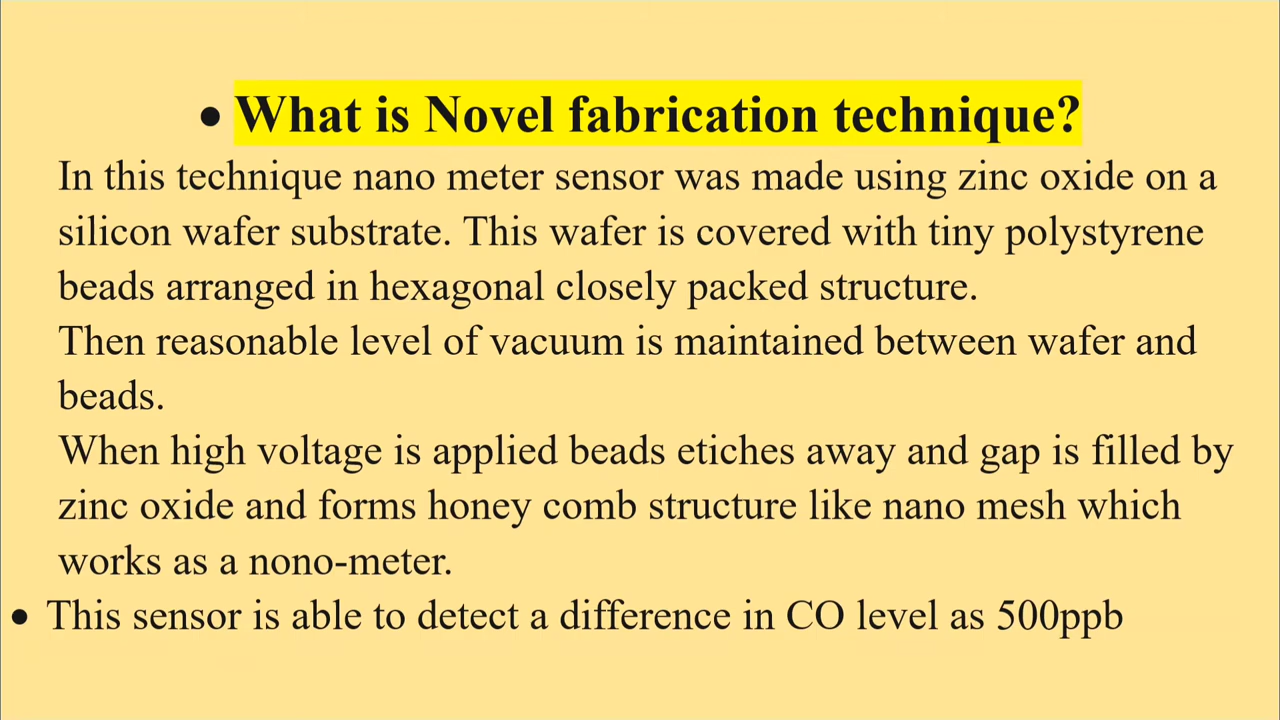 • What is Novel fabrication technique?
In this technique nano meter sensor was made using zinc oxide on a
silicon wafer substrate. This wafer is covered with tiny polystyrene
beads arranged in hexagonal closely packed structure.
Then reasonable level of vacuum is maintained between wafer and
beads.
When high voltage is applied beads etiches away and gap is filled by
zinc oxide and forms honey comb structure like nano mesh which
works as a nono-meter.
• This sensor is able to detect a difference in CO level as 500ppb